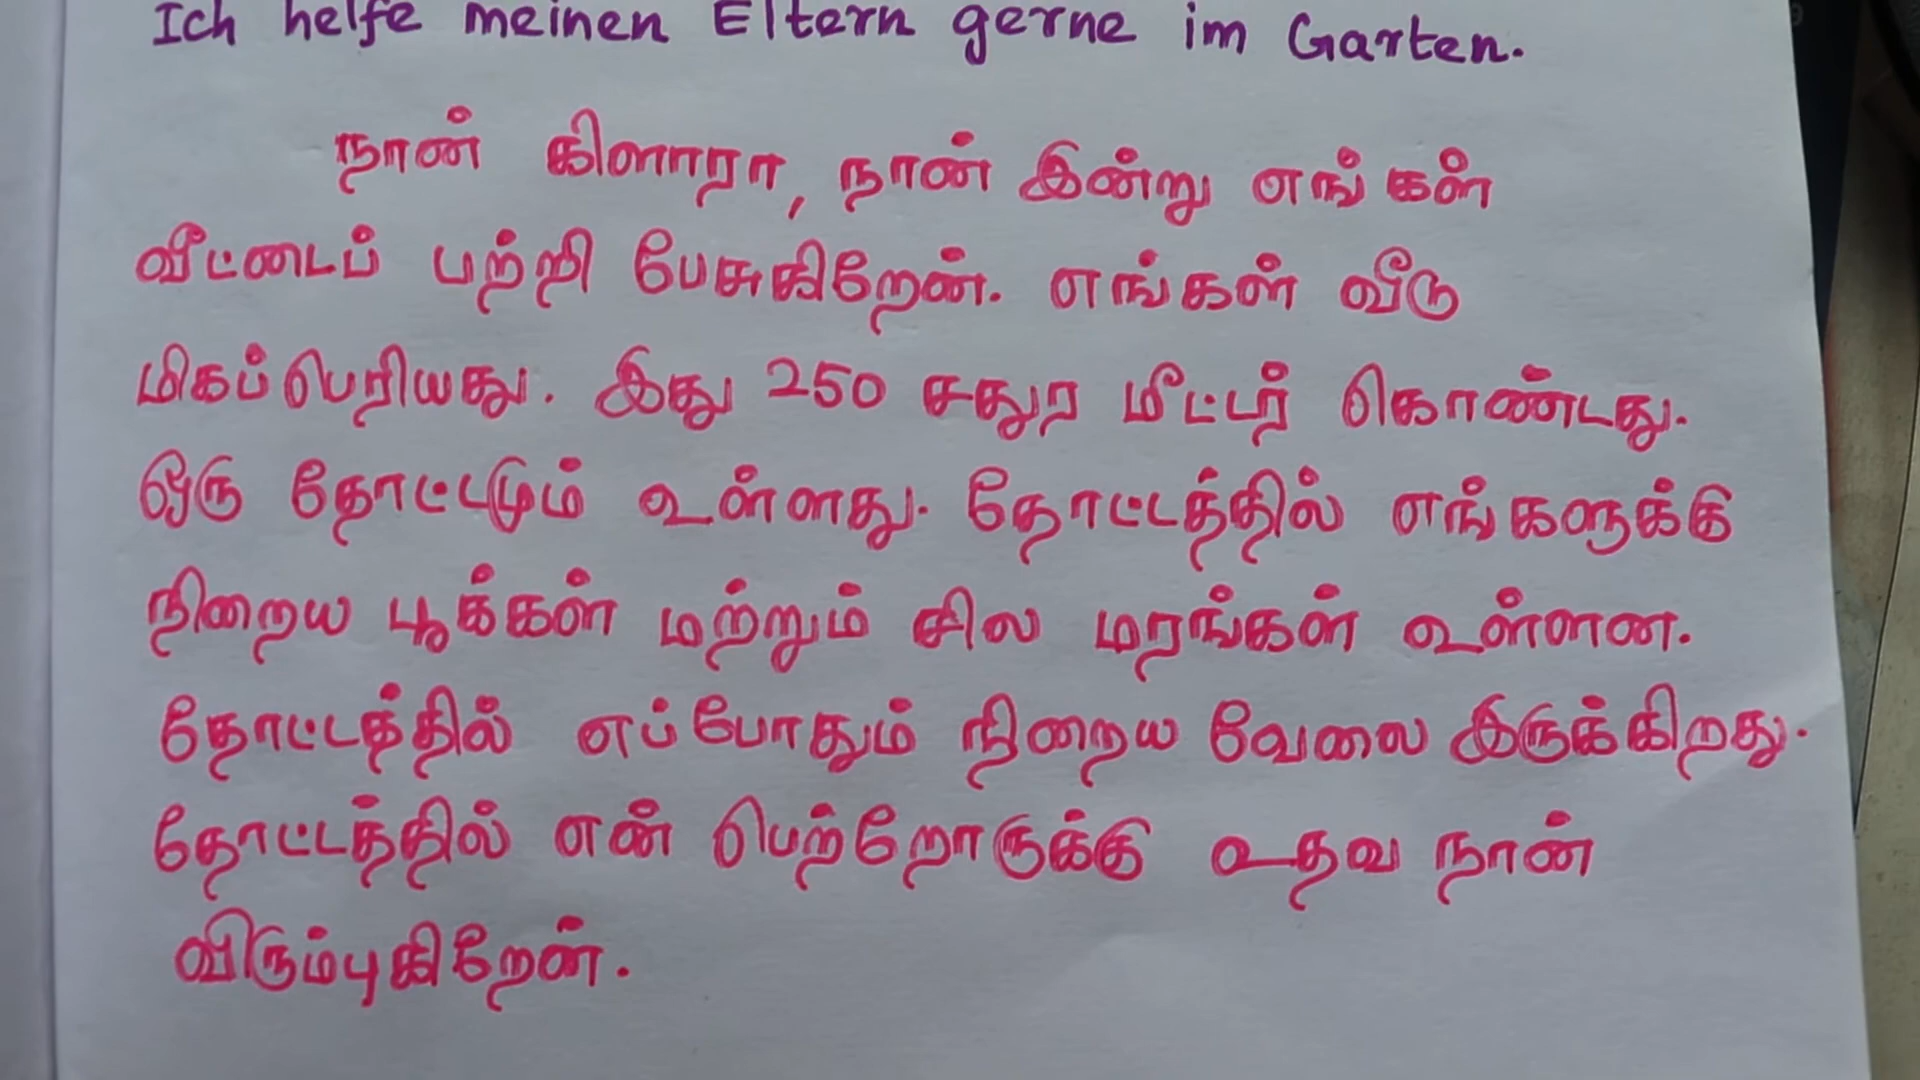 Ich helfe meinen Eltern gerne im Garten.
நான் கிளாரா, நான் இன்று எங்கள்
வீட்டைப் பற்றி பேசுகிறேன். எங்கள் வீடு
மிகப்பெரியது. இது 250 சதுர மீட்டர் கொண்டது.
ஒரு தோட்டமும் உள்ளது. தோட்டத்தில் எங்களுக்கு
நிறைய பூக்கள் மற்றும் சில மரங்கள் உள்ளன.
தோட்டத்தில் எப்போதும் நிறைய வேலை இருக்கிறது.
தோட்டத்தில் என் பெற்றோருக்கு உதவ நான்
விரும்புகிறேன்.